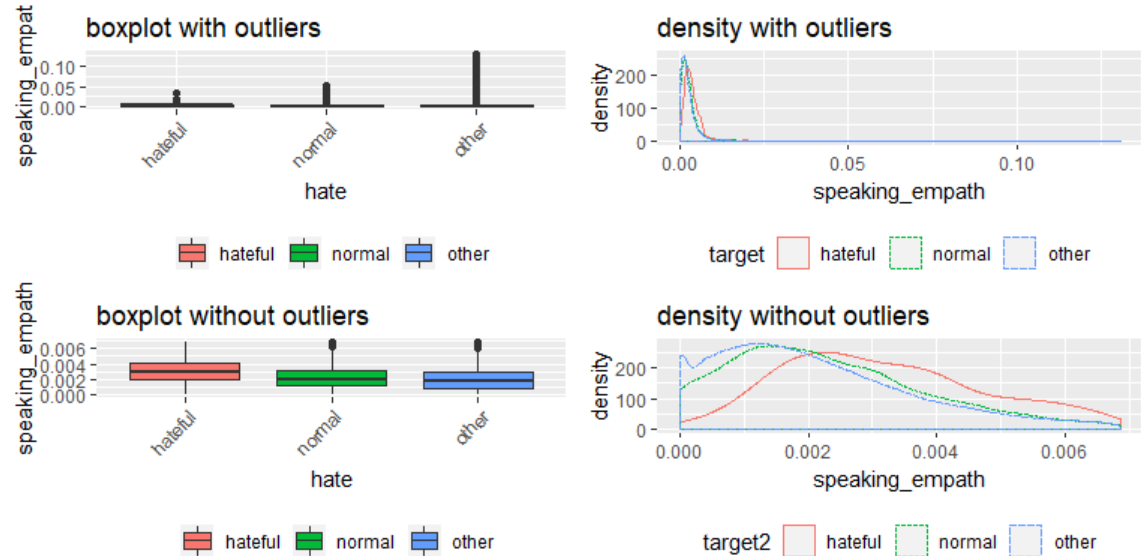 boxplot with outliers
speaking_empat
0.10
0.05
0.00
hateful
normal
other
hate
hateful normal other
density with outliers
density
200
100
0
0.00 0.05 0.10
speaking_empath
target hateful normal other
boxplot without outliers
speaking_empath
0.006
0.004
0.002
0.000
hateful
normal
other
hate
hateful normal other
density without outliers
density
200
100
0
0.000 0.002 0.004 0.006
speaking_empath
target2 hateful normal other